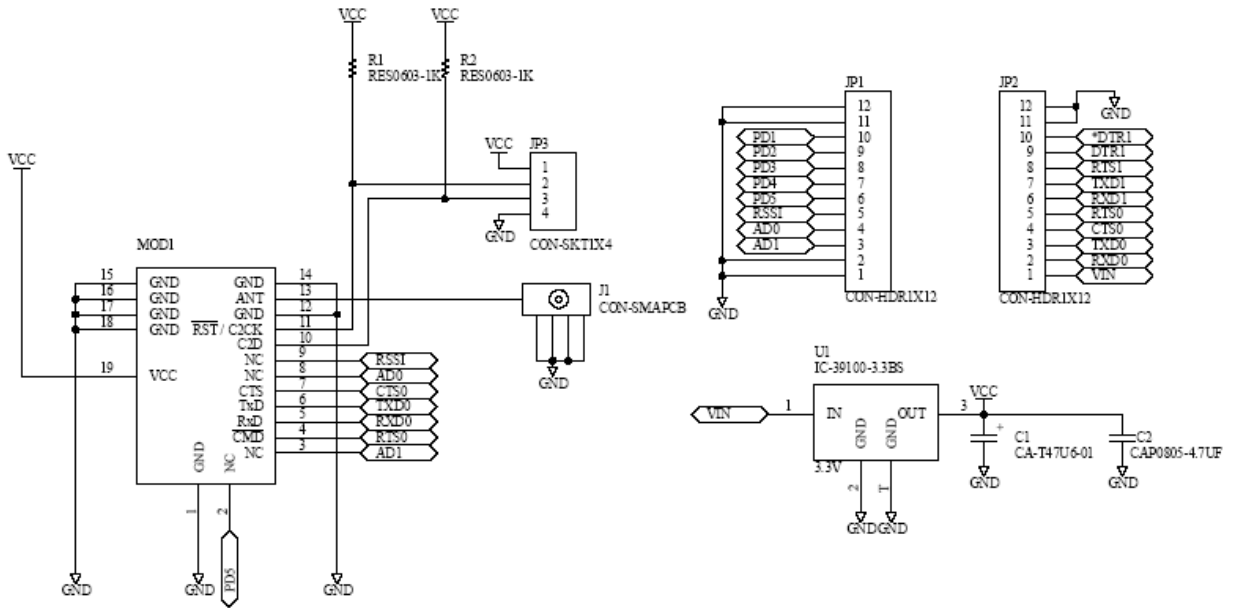 VCC
VCC
R1
RES0603-1K
R2
RES0603-1K
JP1
JP2
12
11
10
9
8
7
6
5
4
3
2
1
PD1
PD2
PD3
PD4
PD5
RSSI
AD0
AD1
GND
CON-HDR1X12
12
11
10
9
8
7
6
5
4
3
2
1
GND
*DTR1
DTR1
RTS1
TXD1
RXD1
RTS0
CTS0
TXD0
RXD0
VIN
CON-HDR1X12
VCC
JP3
1
2
3
4
GND
CON-SKT1X4
VCC
MOD1
15 GND
16 GND
17 GND
18 GND
19 VCC
GND 14
ANT 13
GND 12
RST / C2CK 11
C2D 10
NC 9 RSSI
NC 8 AD0
CTS 7 CTS0
TxD 6 TXD0
RxD 5 RXD0
CMD 4 RTS0
NC 3 AD1
GND
NC
1
2
GND
GND
PD5
GND
J1
CON-SMAPCB
GND
U1
IC-39100-3.3BS
VIN
1
IN
OUT
3
GND
GND
3.3V
2
T
GND
GND
VCC
C1
+
CA-T47U6-01
GND
C2
CAP0805-4.7UF
GND